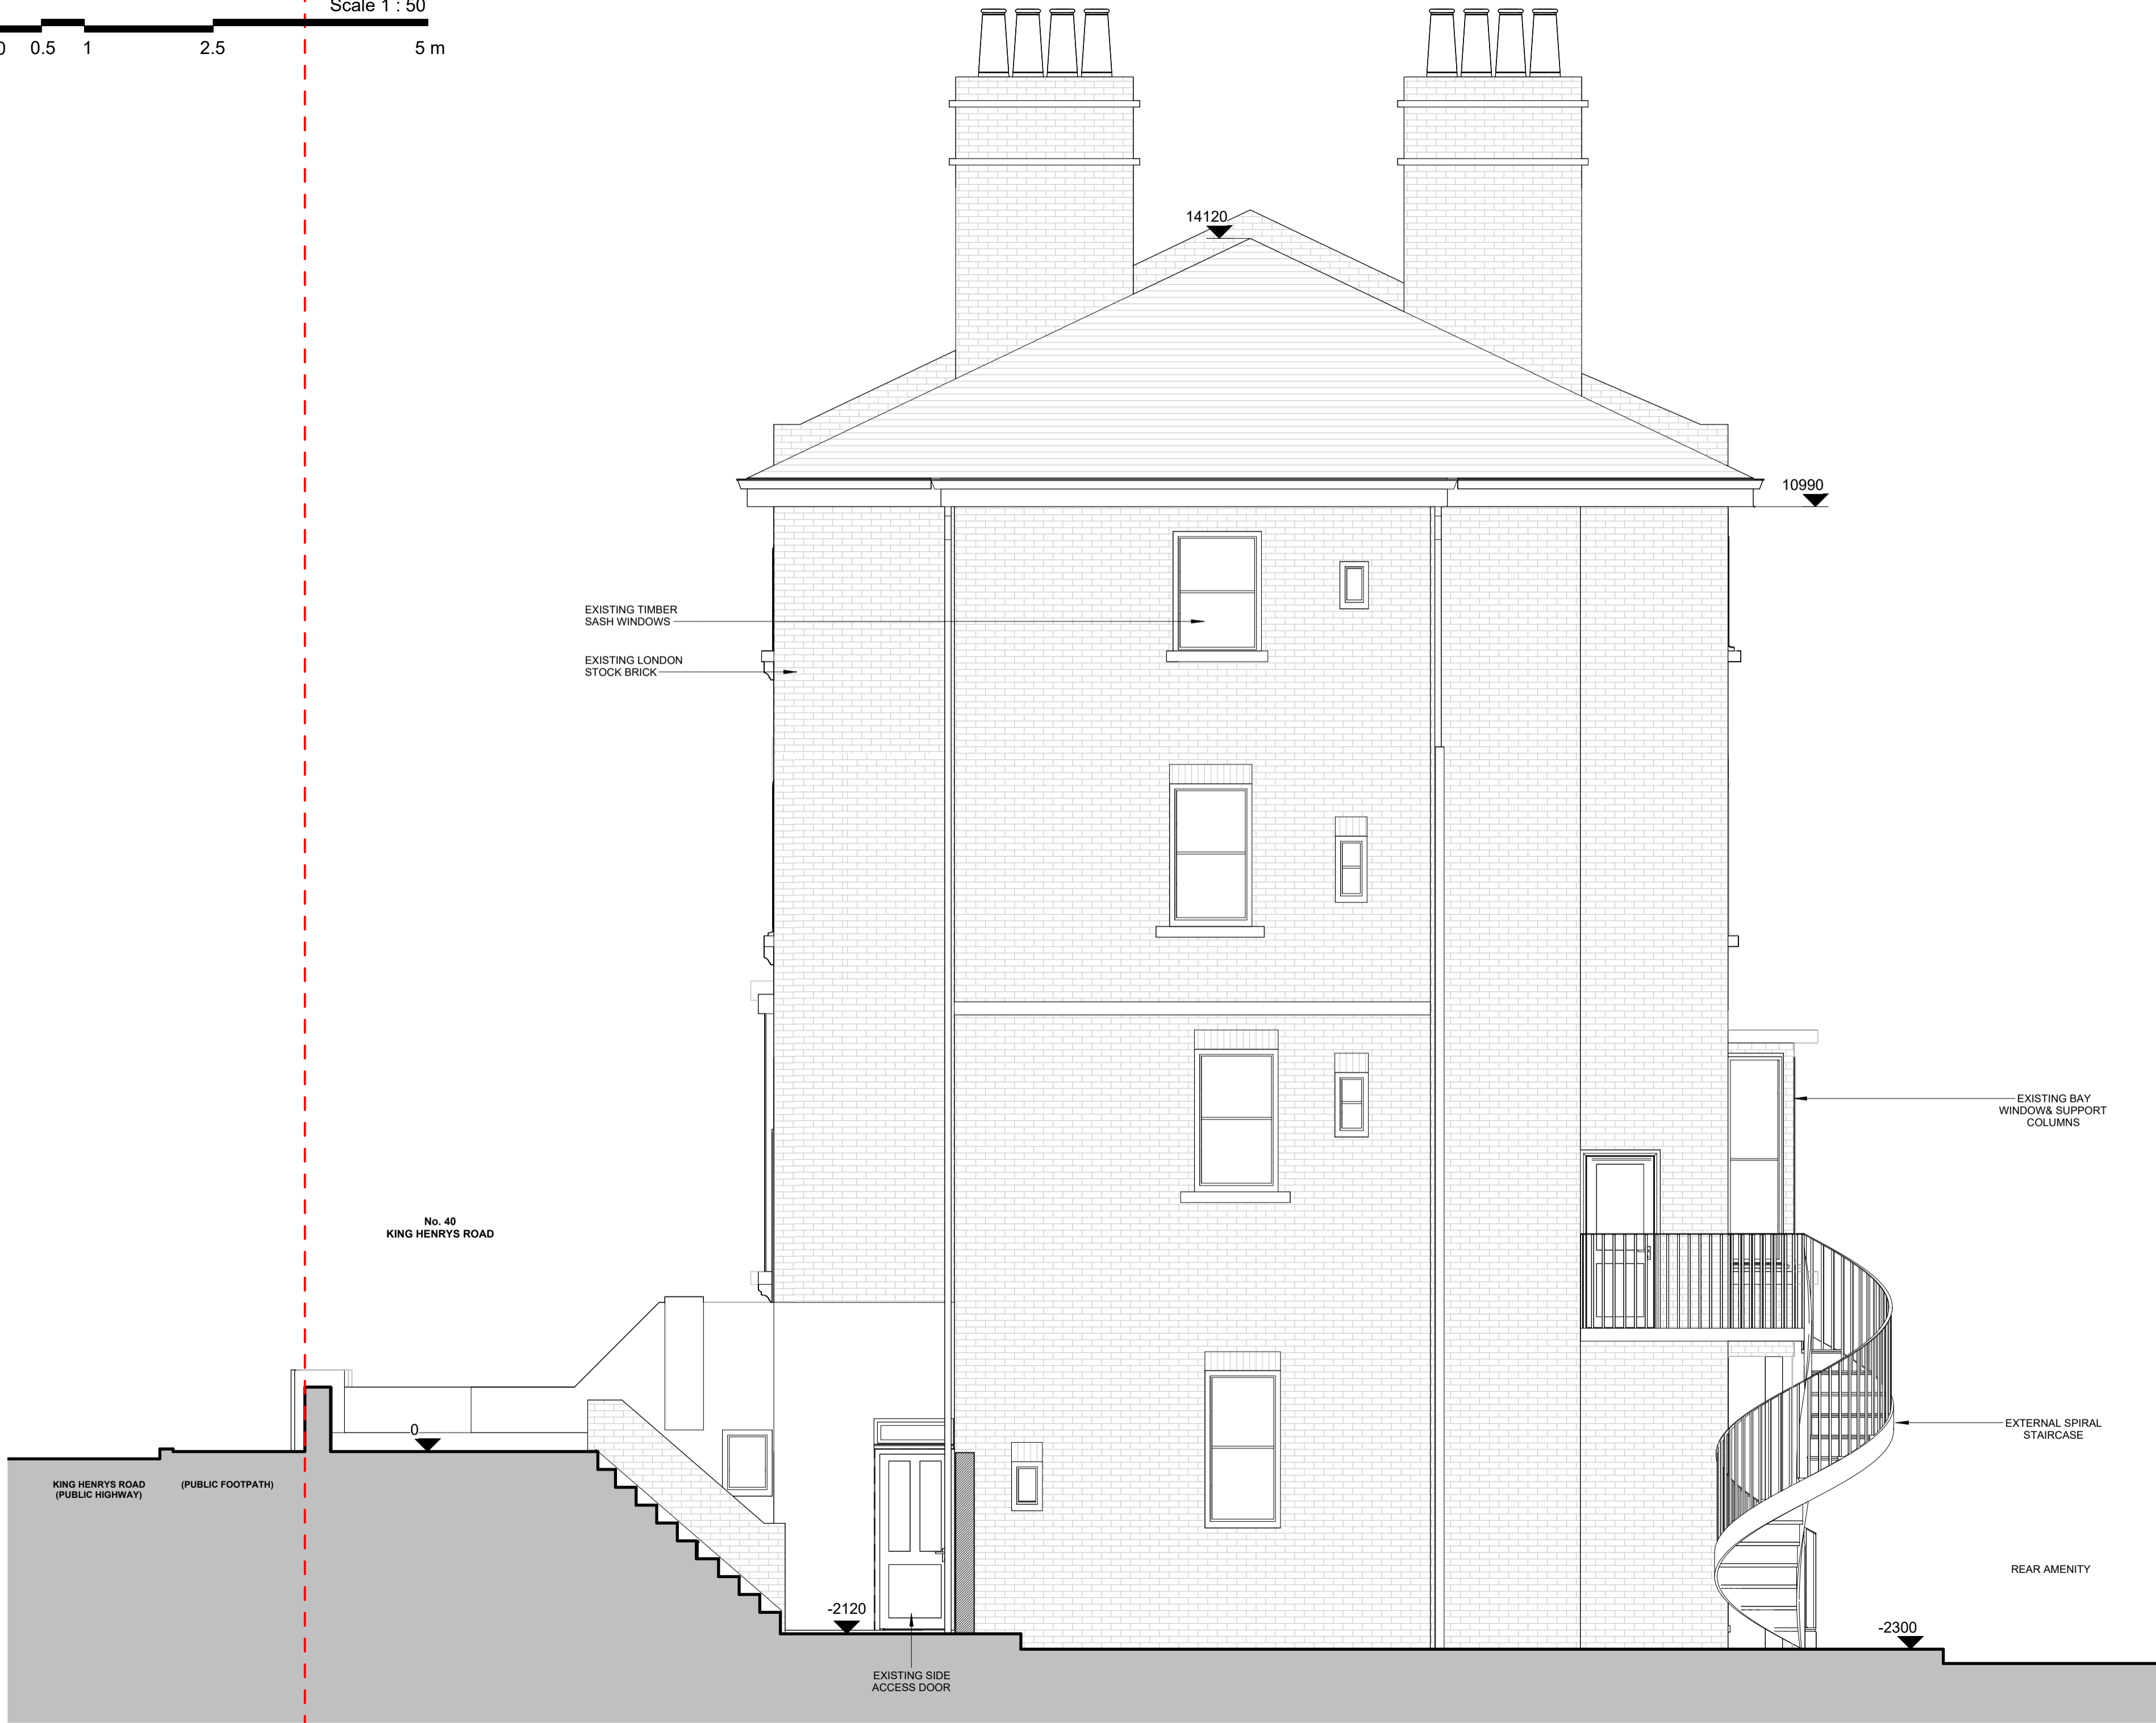 Scale 1 : 50
0 0.5 1 2.5 5 m
14120
10990
EXISTING TIMBER
SASH WINDOWS
EXISTING LONDON
STOCK BRICK
EXISTING BAY
WINDOW& SUPPORT
COLUMNS
No. 40
KING HENRYS ROAD
0
EXTERNAL SPIRAL
STAIRCASE
KING HENRYS ROAD
(PUBLIC HIGHWAY)
(PUBLIC FOOTPATH)
REAR AMENITY
-2120
-2300
EXISTING SIDE
ACCESS DOOR